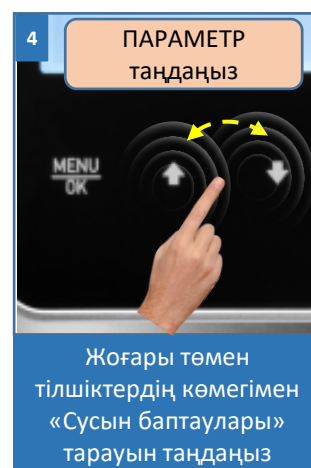 4
ПАРАМЕТР
таңдаңыз
MENU
OK
Жоғары төмен
тілшіктердің көмегімен
«Сусын баптаулары»
тарауын таңдаңыз